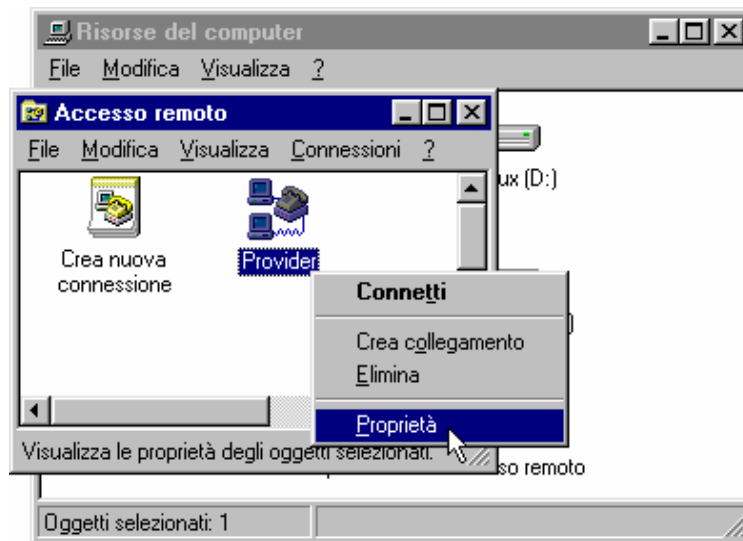 Risorse del computer
File Modifica Visualizza ?
Accesso remoto
File Modifica Visualizza Connessioni ?
ux (D:)
Crea nuova
connessione
Provider
Connetti
Crea collegamento
Elimina
Proprietà
Visualizza le proprietà degli oggetti selezionati.
so remoto
Oggetti selezionati: 1